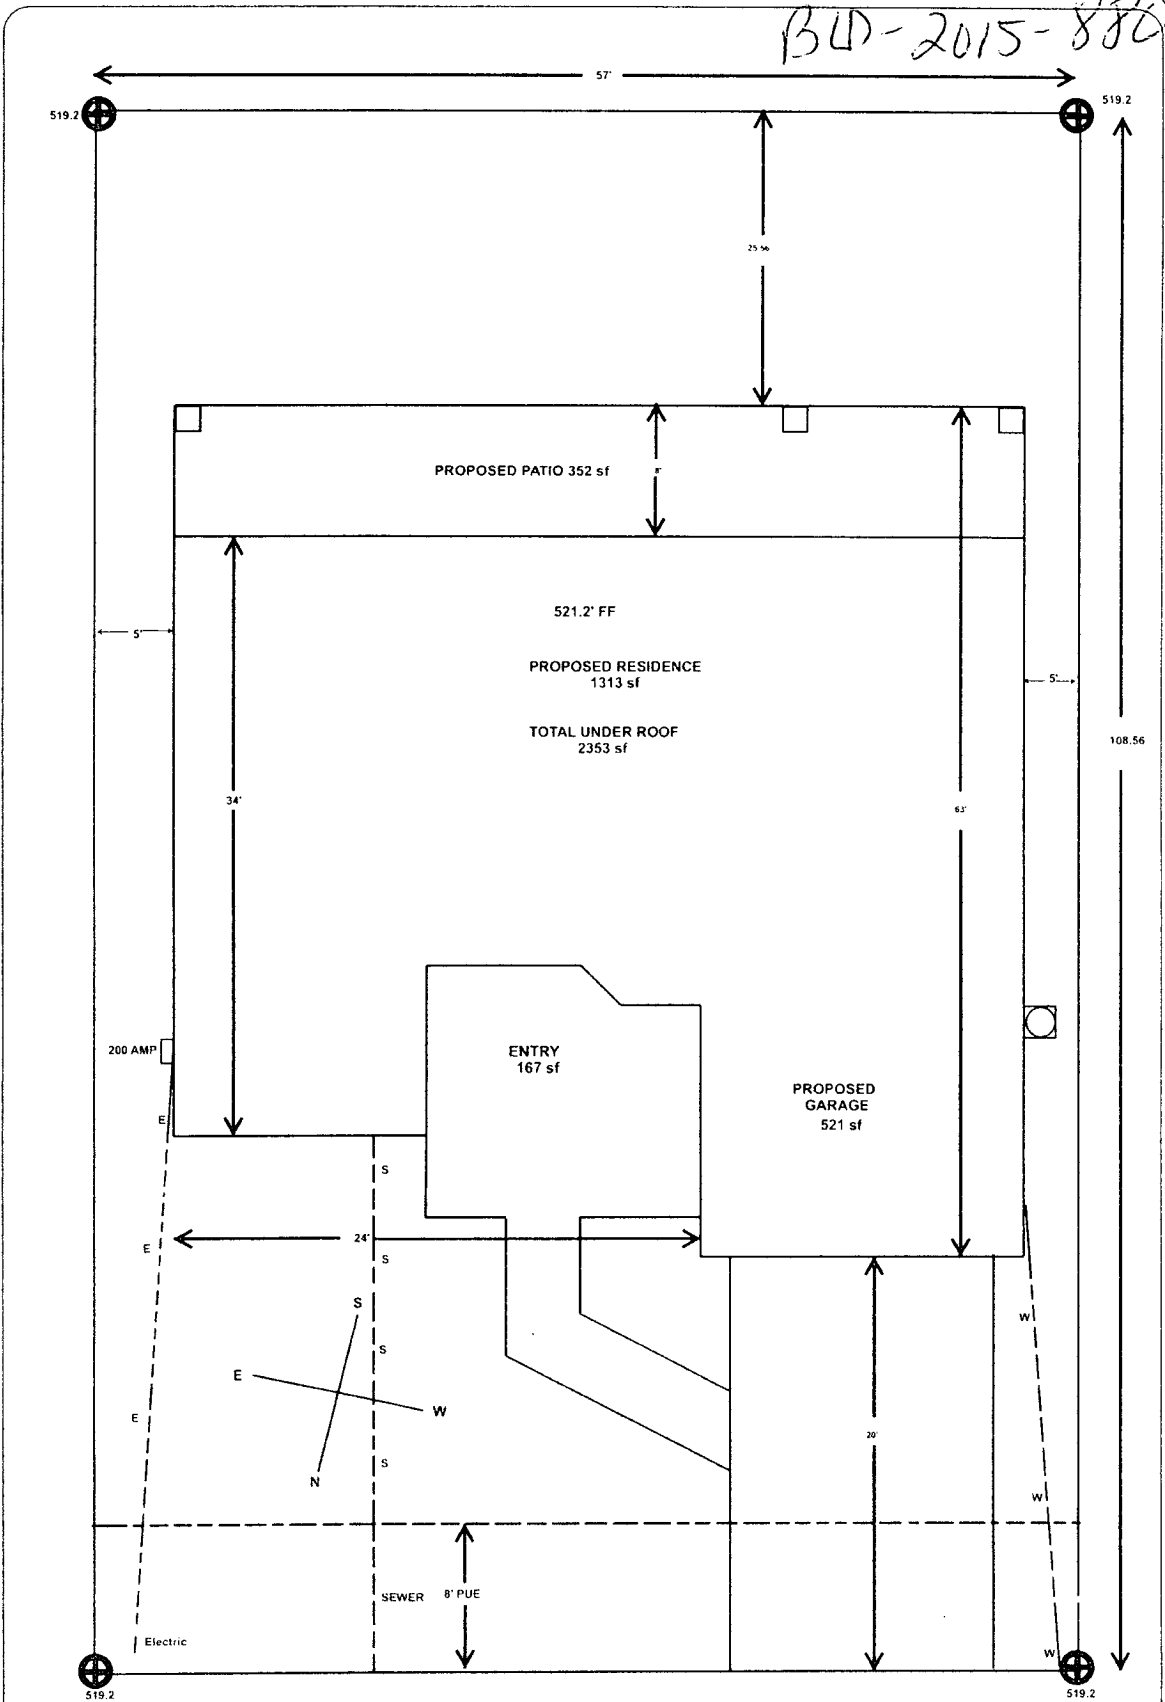 BLD-2015-880
57'
519.2
519.2
25.56
PROPOSED PATIO 352 sf
8'
521.2' FF
5'
PROPOSED RESIDENCE
1313 sf
5'
TOTAL UNDER ROOF
2353 sf
108.56
34'
63'
200 AMP
ENTRY
167 sf
PROPOSED
GARAGE
521 sf
E
S
24'
E
S
S
W
S
E
W
E
20'
S
N
W
SEWER
8' PUE
Electric
W
519.2
519.2